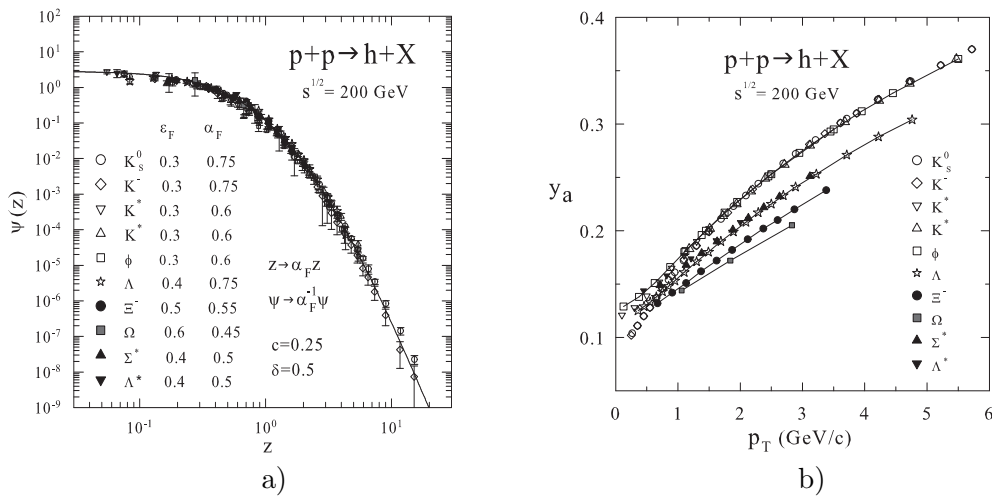 10²
10¹
10⁰
10⁻¹
10⁻²
10⁻³
10⁻⁴
10⁻⁵
10⁻⁶
10⁻⁷
10⁻⁸
10⁻⁹
ψ(z)
p+p→h+X
s^{1/2}= 200 GeV
ε_F α_F
K_S^0 0.3 0.75
K⁻ 0.3 0.75
K* 0.3 0.6
K* 0.3 0.6
ϕ 0.3 0.6
Λ 0.4 0.75
Ξ⁻ 0.5 0.55
Ω 0.6 0.45
Σ* 0.4 0.5
Λ* 0.4 0.5
z→α_F z
ψ→α_F^{-1}ψ
c=0.25
δ=0.5
10⁻¹ 10⁰ 10¹
z
a)
0.4
0.3
0.2
0.1
y_a
p+p→h+X
s^{1/2}= 200 GeV
K_S^0
K⁻
K*
K*
ϕ
Λ
Ξ⁻
Ω
Σ*
Λ*
0 1 2 3 4 5 6
p_T (GeV/c)
b)